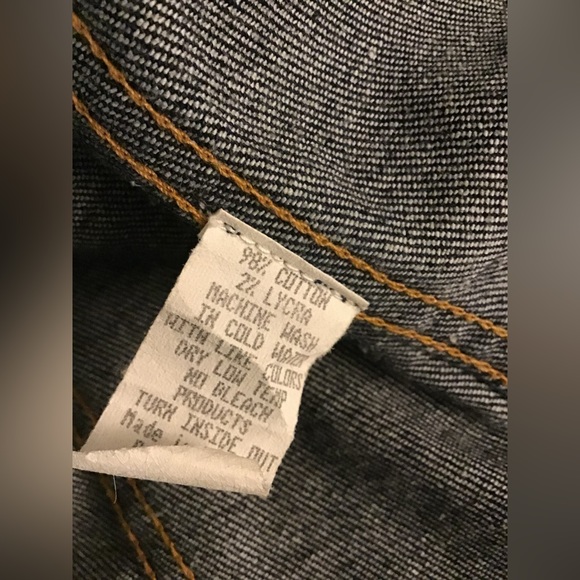 98% COTTON
2% LYCRA
MACHINE WASH
IN COLD
WITH LIKE COLORS
DRY LOW TEMP
NO BLEACH
PRODUCTS
TURN INSIDE OUT
Made